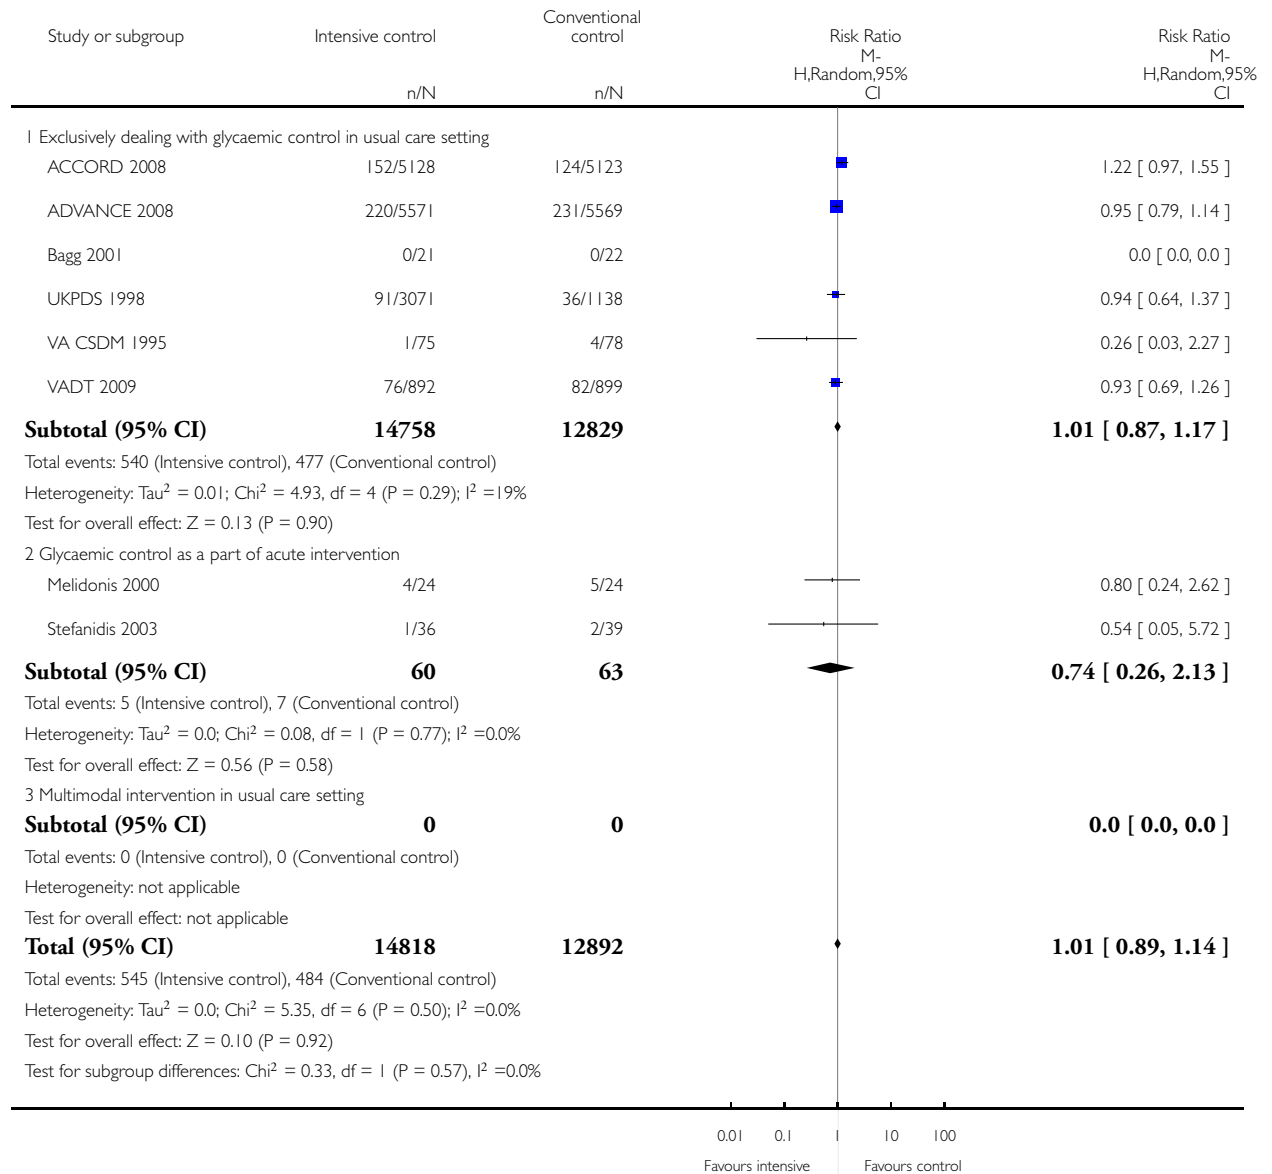 Study or subgroup Intensive control Conventional control Risk Ratio Risk Ratio
n/N n/N M-H,Random,95% CI M-H,Random,95% CI
1 Exclusively dealing with glycaemic control in usual care setting
ACCORD 2008 152/5128 124/5123 1.22 [ 0.97, 1.55 ]
ADVANCE 2008 220/5571 231/5569 0.95 [ 0.79, 1.14 ]
Bagg 2001 0/21 0/22 0.0 [ 0.0, 0.0 ]
UKPDS 1998 91/3071 36/1138 0.94 [ 0.64, 1.37 ]
VA CSDM 1995 1/75 4/78 0.26 [ 0.03, 2.27 ]
VADT 2009 76/892 82/899 0.93 [ 0.69, 1.26 ]
Subtotal (95% CI) 14758 12829 1.01 [ 0.87, 1.17 ]
Total events: 540 (Intensive control), 477 (Conventional control)
Heterogeneity: Tau² = 0.01; Chi² = 4.93, df = 4 (P = 0.29); I² =19%
Test for overall effect: Z = 0.13 (P = 0.90)
2 Glycaemic control as a part of acute intervention
Melidonis 2000 4/24 5/24 0.80 [ 0.24, 2.62 ]
Stefanidis 2003 1/36 2/39 0.54 [ 0.05, 5.72 ]
Subtotal (95% CI) 60 63 0.74 [ 0.26, 2.13 ]
Total events: 5 (Intensive control), 7 (Conventional control)
Heterogeneity: Tau² = 0.0; Chi² = 0.08, df = 1 (P = 0.77); I² =0.0%
Test for overall effect: Z = 0.56 (P = 0.58)
3 Multimodal intervention in usual care setting
Subtotal (95% CI) 0 0 0.0 [ 0.0, 0.0 ]
Total events: 0 (Intensive control), 0 (Conventional control)
Heterogeneity: not applicable
Test for overall effect: not applicable
Total (95% CI) 14818 12892 1.01 [ 0.89, 1.14 ]
Total events: 545 (Intensive control), 484 (Conventional control)
Heterogeneity: Tau² = 0.0; Chi² = 5.35, df = 6 (P = 0.50); I² =0.0%
Test for overall effect: Z = 0.10 (P = 0.92)
Test for subgroup differences: Chi² = 0.33, df = 1 (P = 0.57), I² =0.0%
0.01 0.1 1 10 100
Favours intensive Favours control